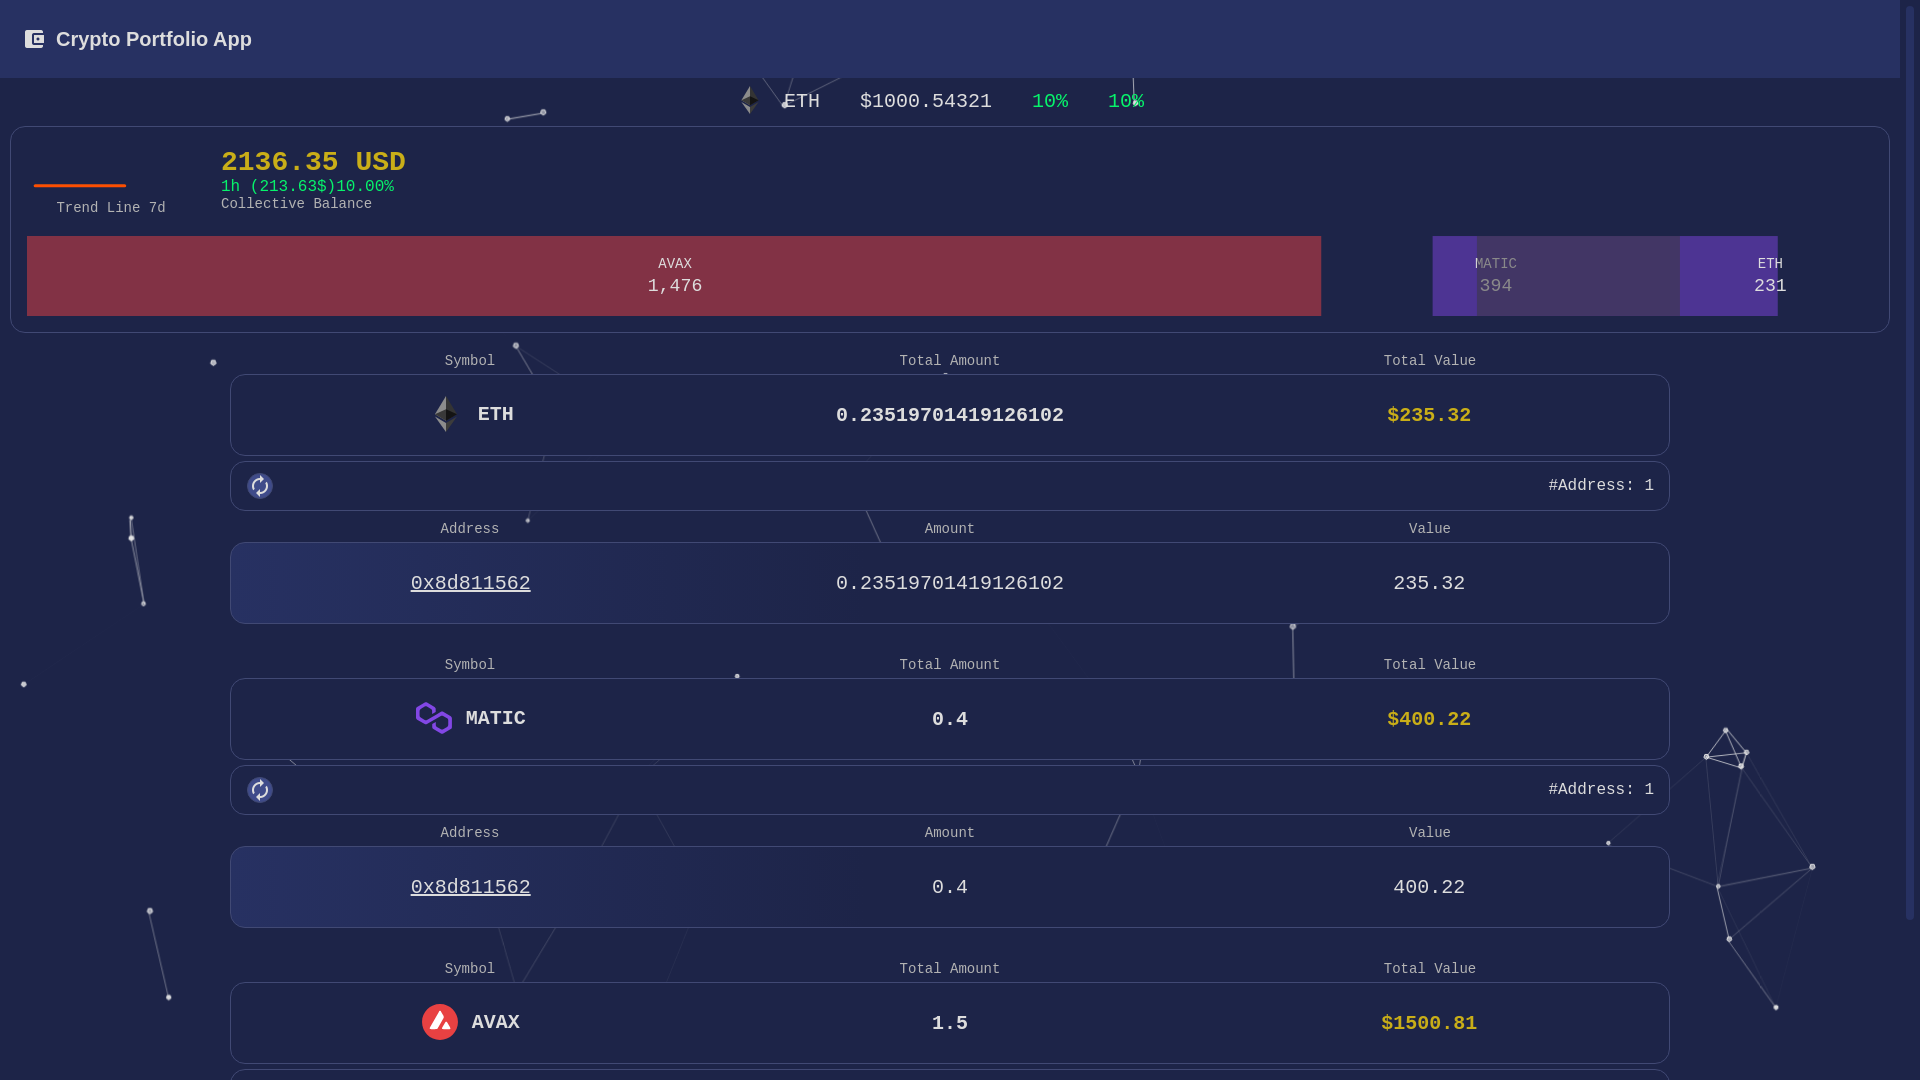 Crypto Portfolio App
ETH $1000.54321 10% 10%
2136.35 USD
1h (213.63$)10.00%
Collective Balance
Trend Line 7d
AVAX
1,476
MATIC
394
ETH
231
Symbol Total Amount Total Value
ETH 0.23519701419126102 $235.32
#Address: 1
Address Amount Value
0x8d811562 0.23519701419126102 235.32
Symbol Total Amount Total Value
MATIC 0.4 $400.22
#Address: 1
Address Amount Value
0x8d811562 0.4 400.22
Symbol Total Amount Total Value
AVAX 1.5 $1500.81